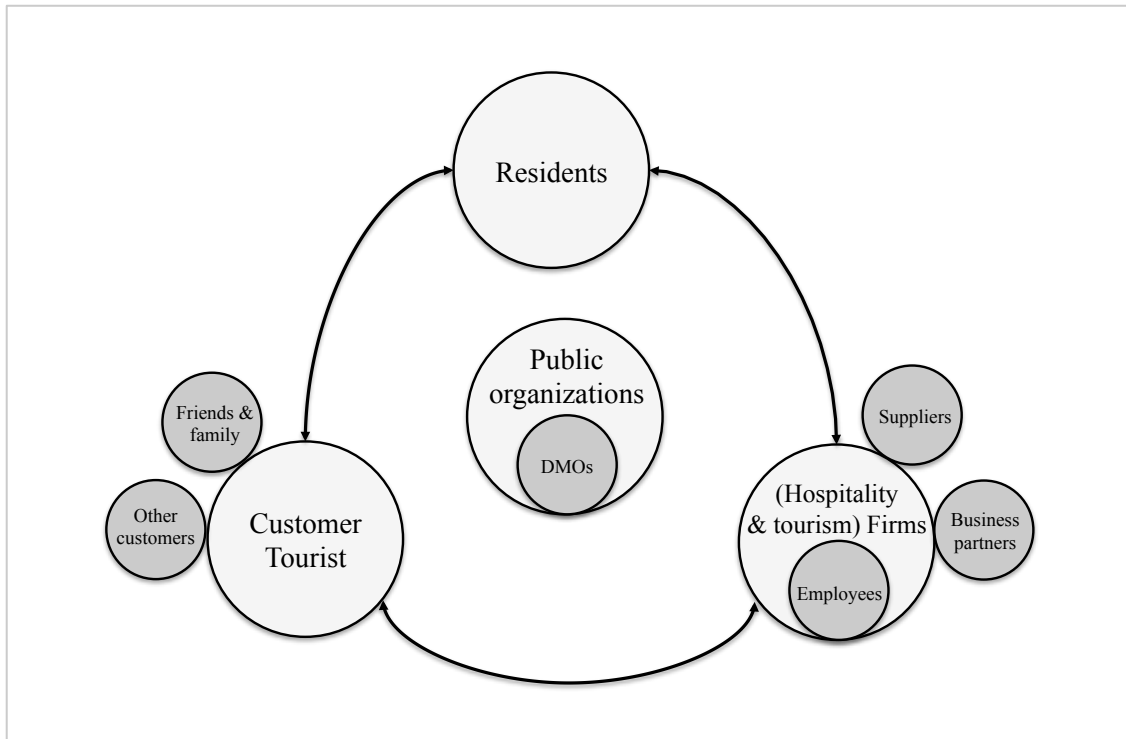 Residents
Public
organizations
DMOs
Friends &
family
Other
customers
Customer
Tourist
Suppliers
(Hospitality
& tourism) Firms
Business
partners
Employees